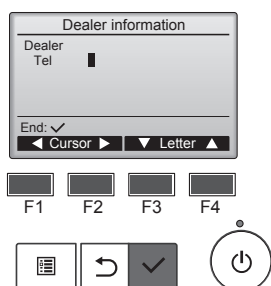 Dealer information
Dealer
Tel
End: ✓
◀ Cursor ▶ ▼ Letter ▲
F1 F2 F3 F4